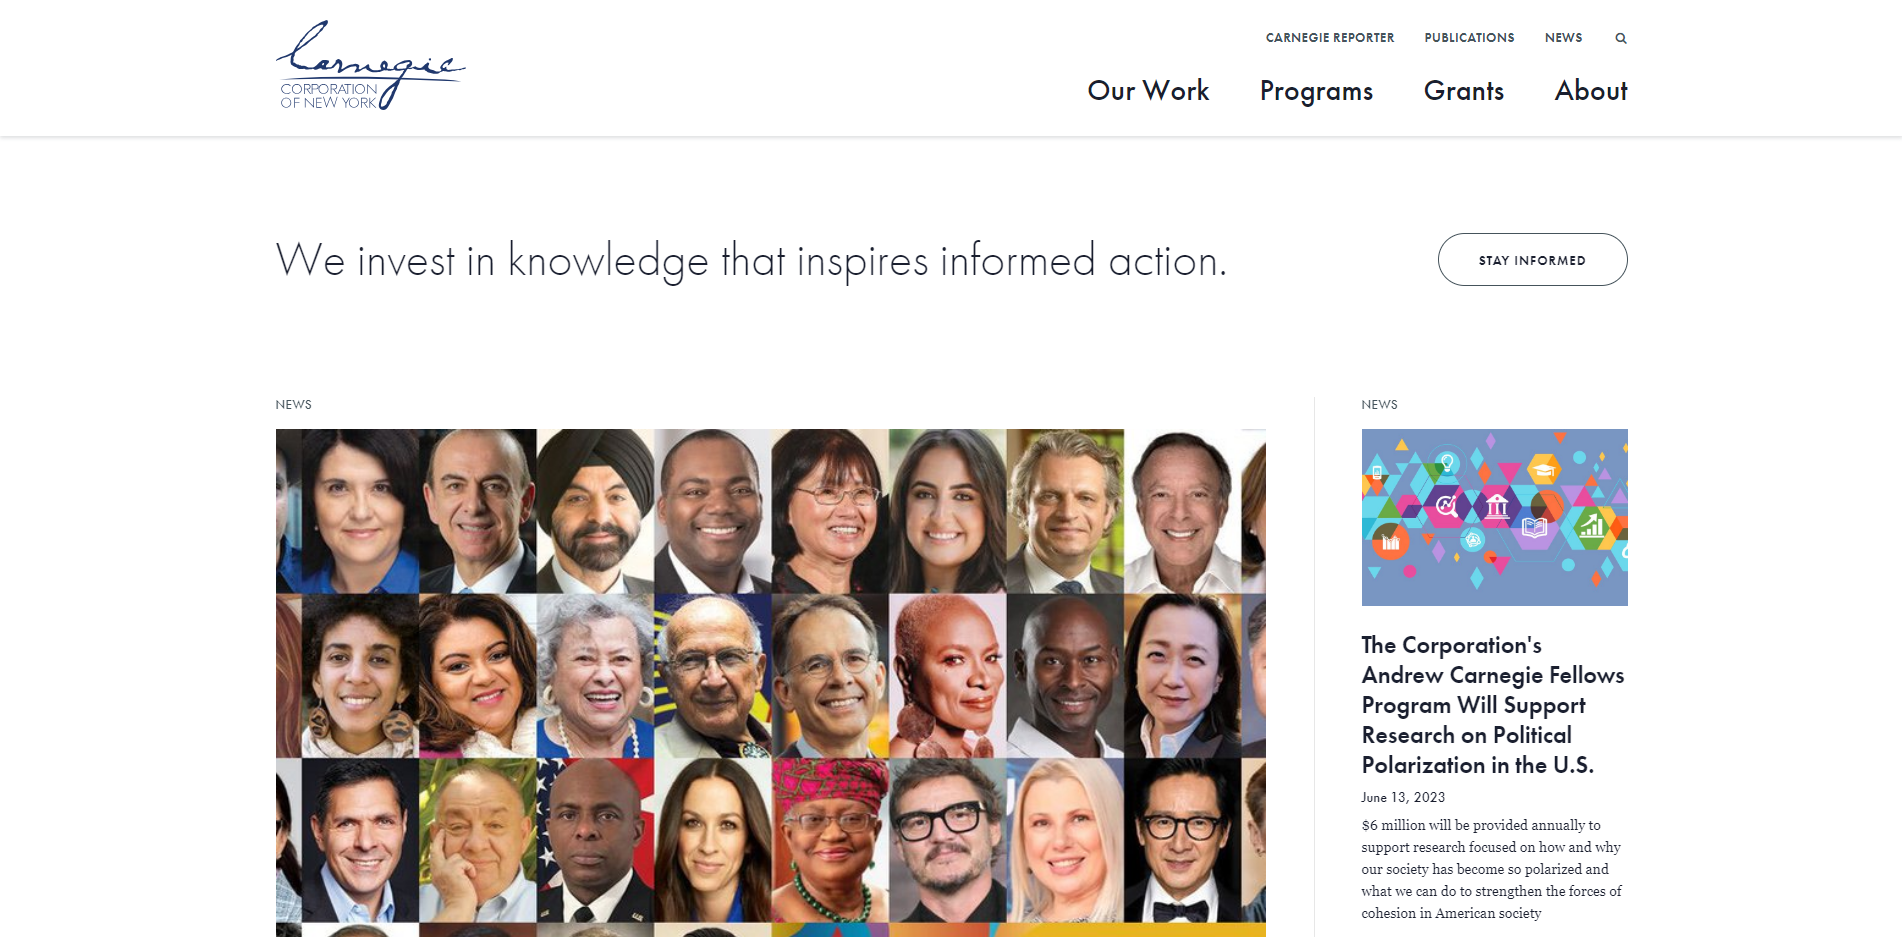 Carnegie
CORPORATION
OF NEW YORK
CARNEGIE REPORTER PUBLICATIONS NEWS
Our Work Programs Grants About
We invest in knowledge that inspires informed action.
STAY INFORMED
NEWS
NEWS
The Corporation's
Andrew Carnegie Fellows
Program Will Support
Research on Political
Polarization in the U.S.
June 13, 2023
$6 million will be provided annually to
support research focused on how and why
our society has become so polarized and
what we can do to strengthen the forces of
cohesion in American society